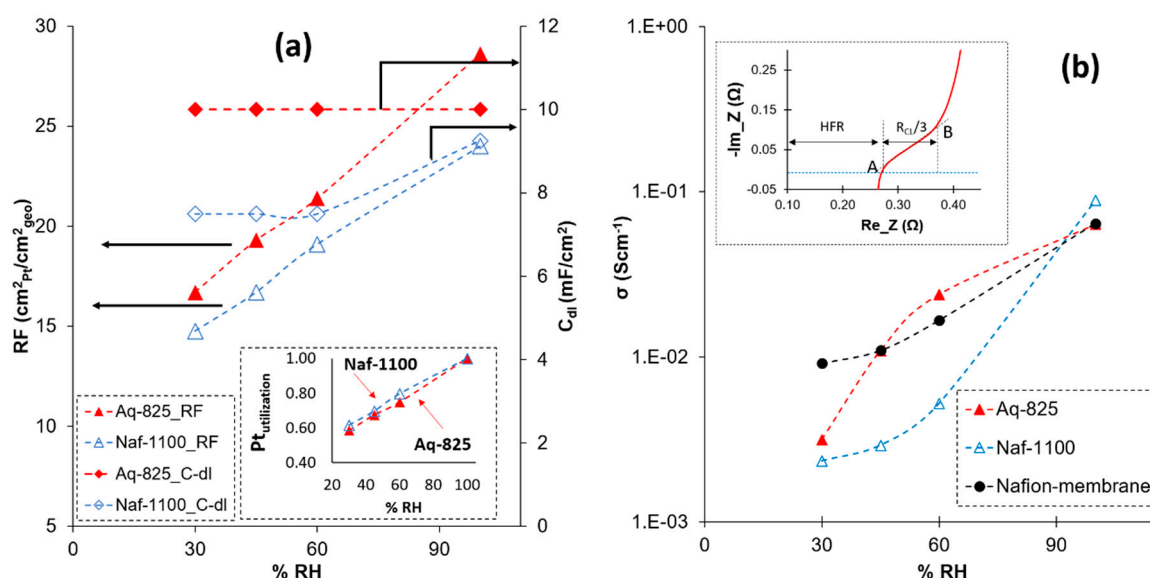 (a)
30
25
20
15
10
5
RF (cm²Pt/cm²geo)
12
10
8
6
4
2
0
Cdl (mF/cm²)
0
30
60
90
% RH
Aq-825_RF
Naf-1100_RF
Aq-825_C-dl
Naf-1100_C-dl
1.00
0.80
0.60
0.40
Ptutilization
Naf-1100
Aq-825
20 40 60 80 100
% RH
(b)
1.E+00
1.E-01
1.E-02
1.E-03
σ (Scm⁻¹)
0
30
60
90
% RH
0.25
0.15
0.05
-0.05
-Im_Z (Ω)
HFR
RCL/3
A
B
0.10 0.20 0.30 0.40
Re_Z (Ω)
Aq-825
Naf-1100
Nafion-membrane